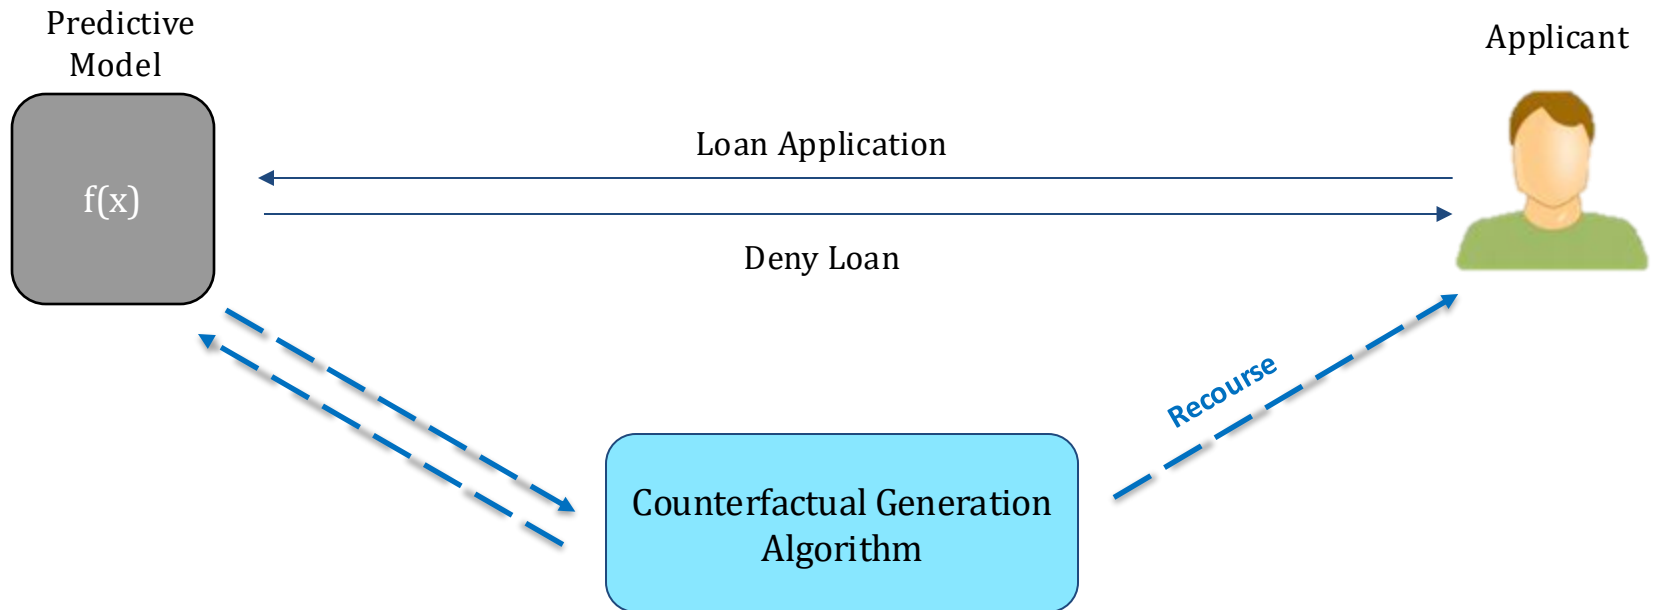 Predictive
Model
Applicant
Loan Application
f(x)
Deny Loan
Recourse
Counterfactual Generation
Algorithm